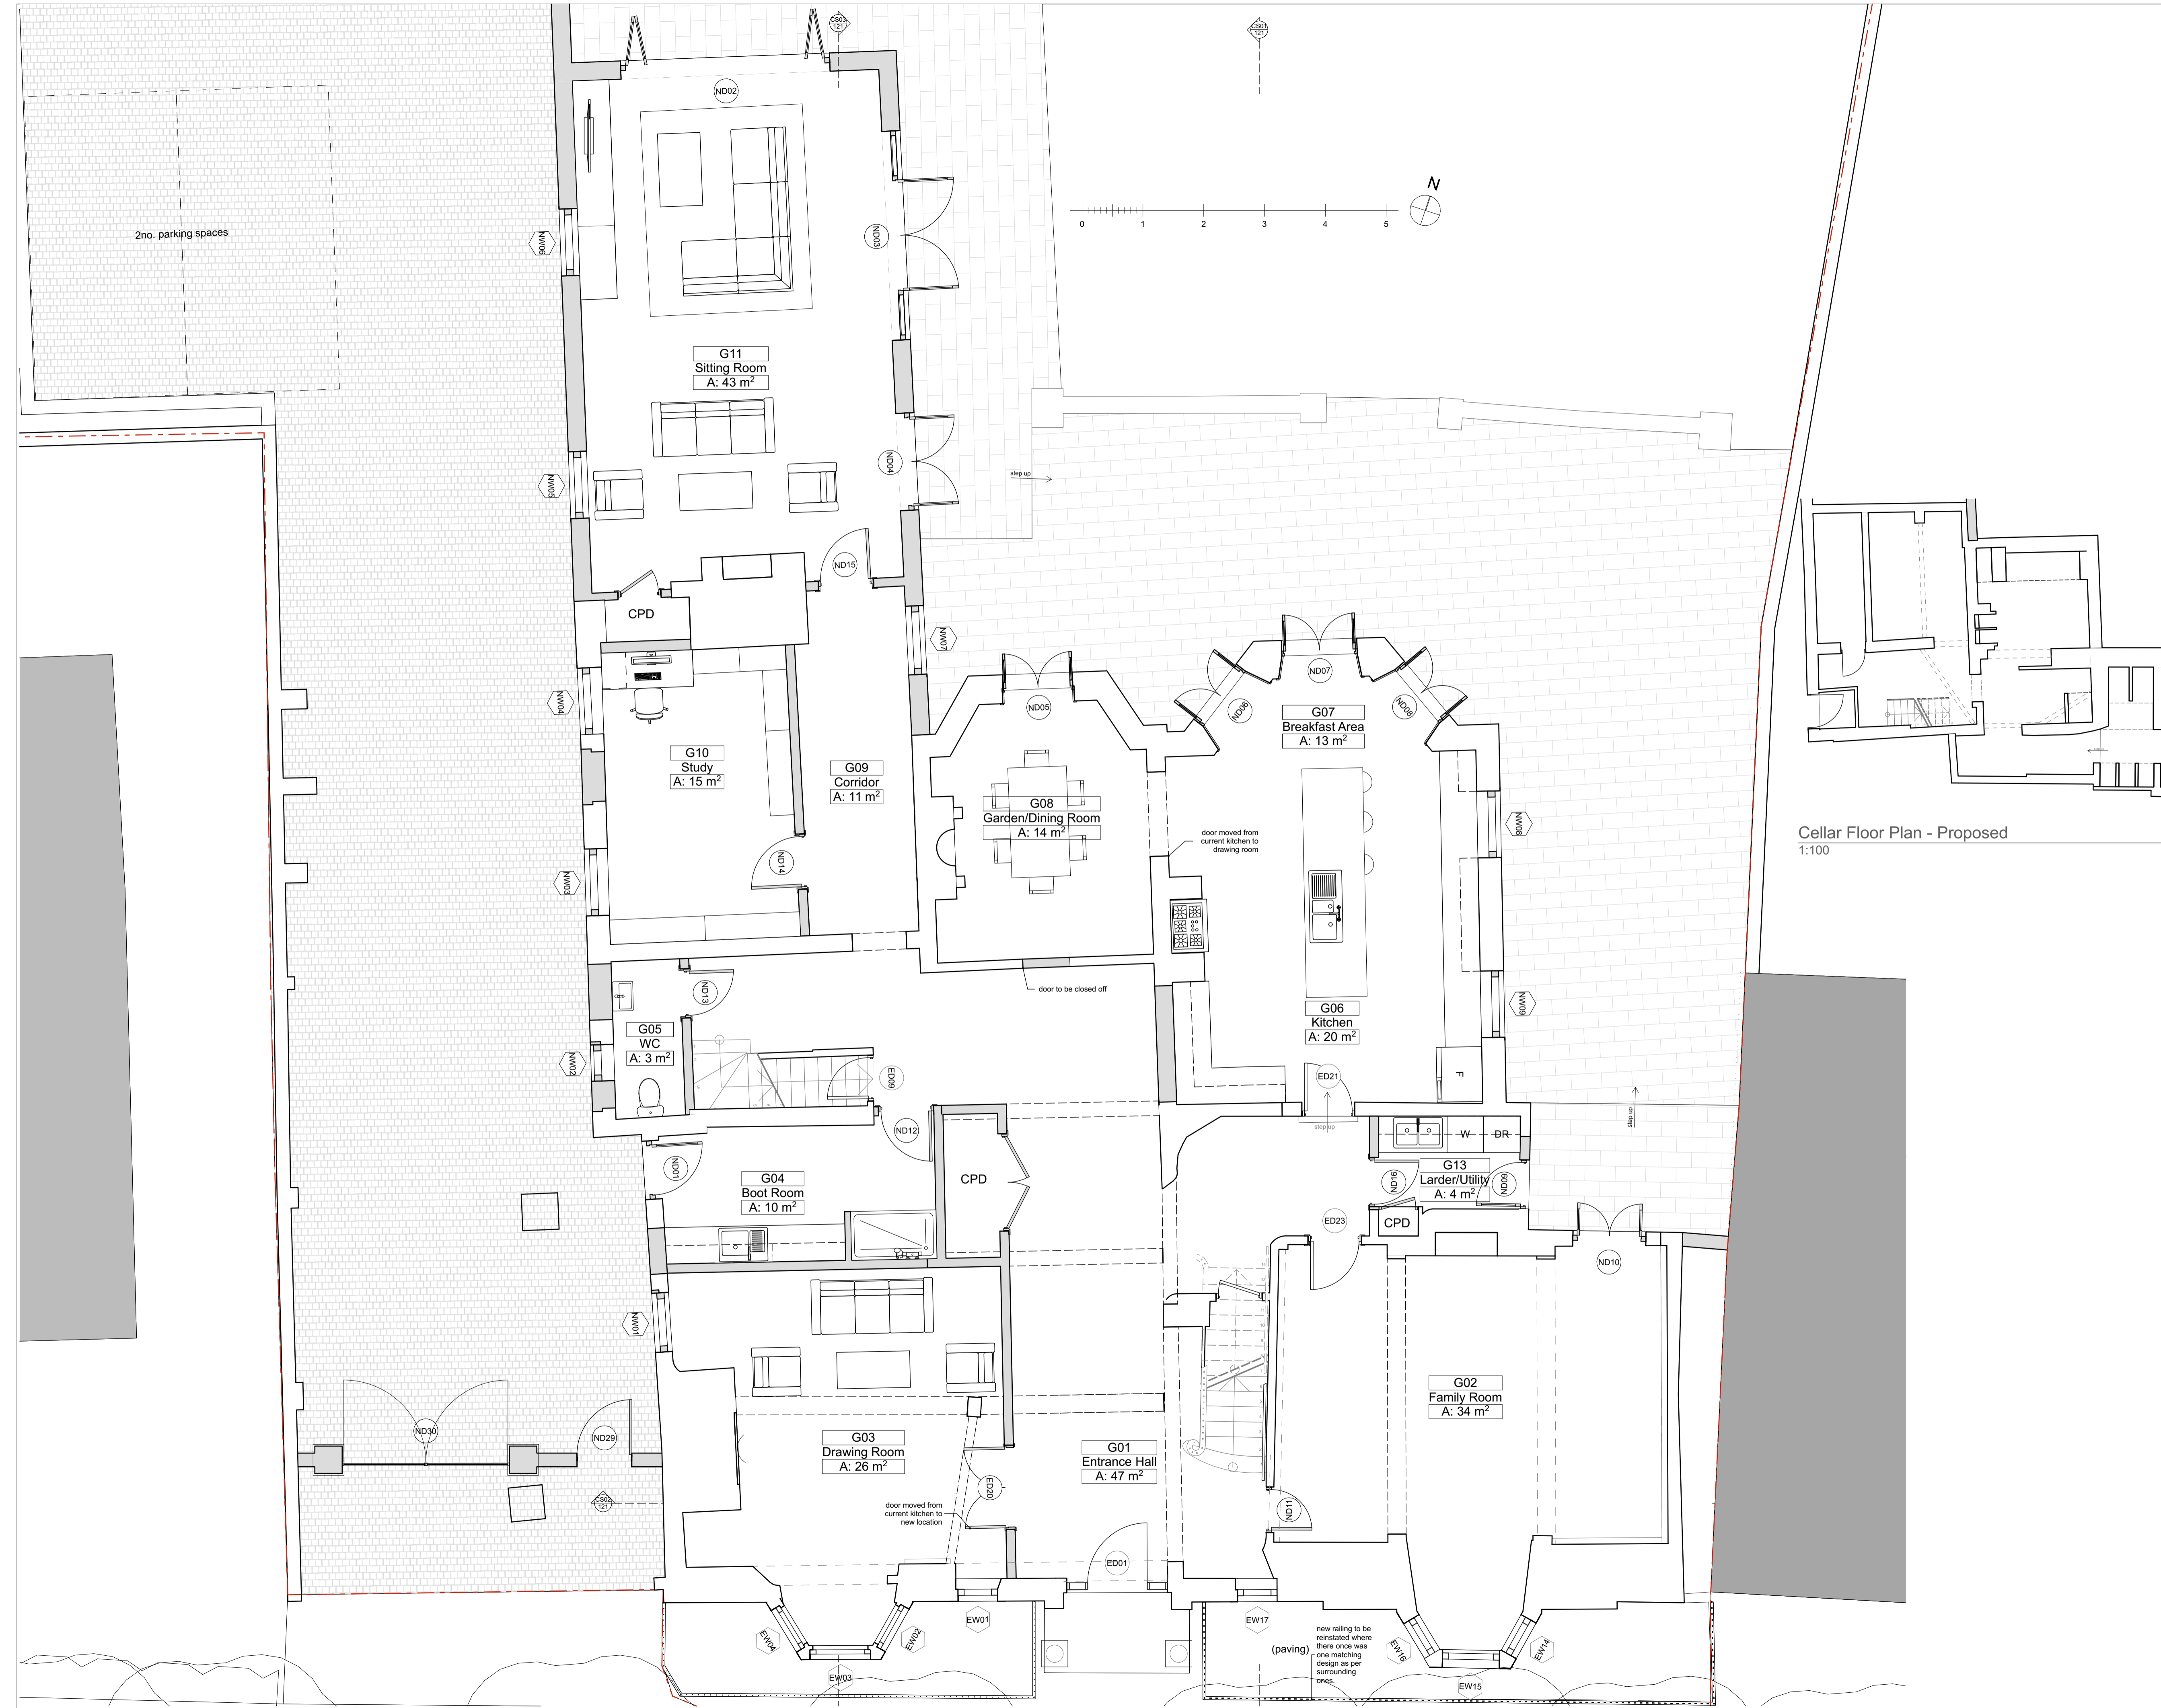 CS03
121
CS01
121
ND02
N
0 1 2 3 4 5
2no. parking spaces
NW06
ND03
G11
Sitting Room
A: 43 m²
NW05
ND04
step up
ND15
CPD
NW07
NW04
ND05
ND06
ND07
ND08
G07
Breakfast Area
A: 13 m²
G10
Study
A: 15 m²
G09
Corridor
A: 11 m²
G08
Garden/Dining Room
A: 14 m²
NW08
Cellar Floor Plan - Proposed
1:100
door moved from
current kitchen to
drawing room
NW03
ND14
door to be closed off
ND13
NW09
G06
Kitchen
A: 20 m²
G05
WC
A: 3 m²
NW02
ED09
ED21
F
step up
step up
ND12
W
DR
ND01
G04
Boot Room
A: 10 m²
CPD
G13
Larder/Utility
A: 4 m²
ND16
ND09
ED23
CPD
ND10
NW01
G02
Family Room
A: 34 m²
ND30
ND29
G03
Drawing Room
A: 26 m²
G01
Entrance Hall
A: 47 m²
ED20
CS02
121
door moved from
current kitchen to
new location
ND11
ED01
EW04
EW02
EW01
EW03
EW17
(paving)
new railing to be
reinstated where
there once was
one matching
design as per
surrounding
ones.
EW16
EW14
EW15